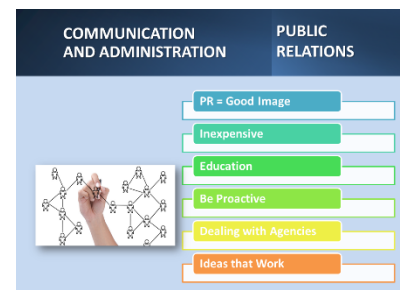 COMMUNICATION
AND ADMINISTRATION
PUBLIC
RELATIONS
PR = Good Image
Inexpensive
Education
Be Proactive
Dealing with Agencies
Ideas that Work